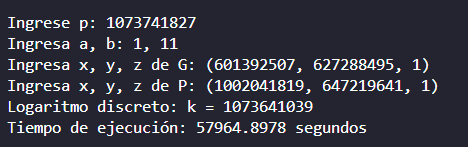 Ingrese p: 1073741827
Ingresa a, b: 1, 11
Ingresa x, y, z de G: (601392507, 627288495, 1)
Ingresa x, y, z de P: (1002041819, 647219641, 1)
Logaritmo discreto: k = 1073641039
Tiempo de ejecución: 57964.8978 segundos